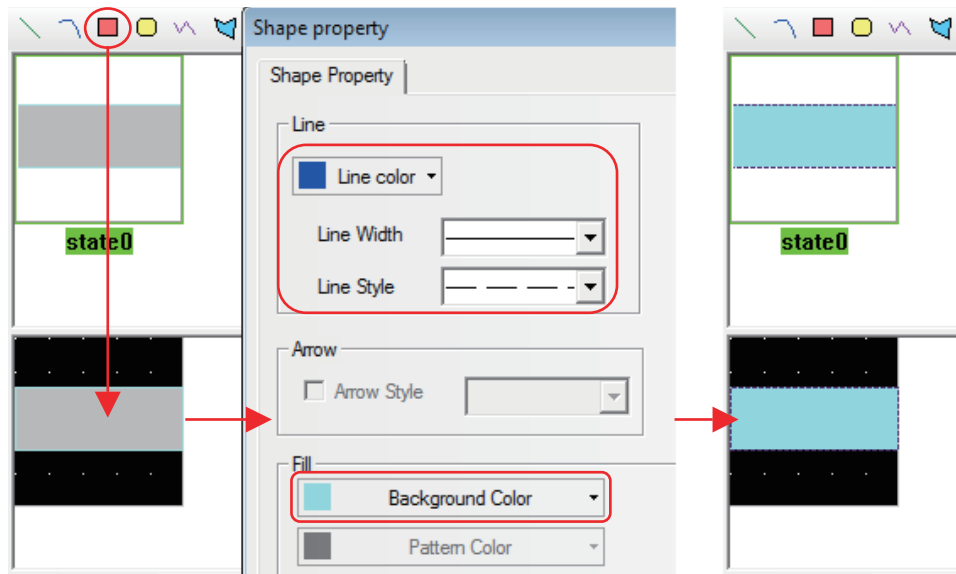 Shape property
Shape Property
Line
Line color
Line Width
Line Style
Arrow
Arrow Style
Fill
Background Color
Pattern Color
state0
state0